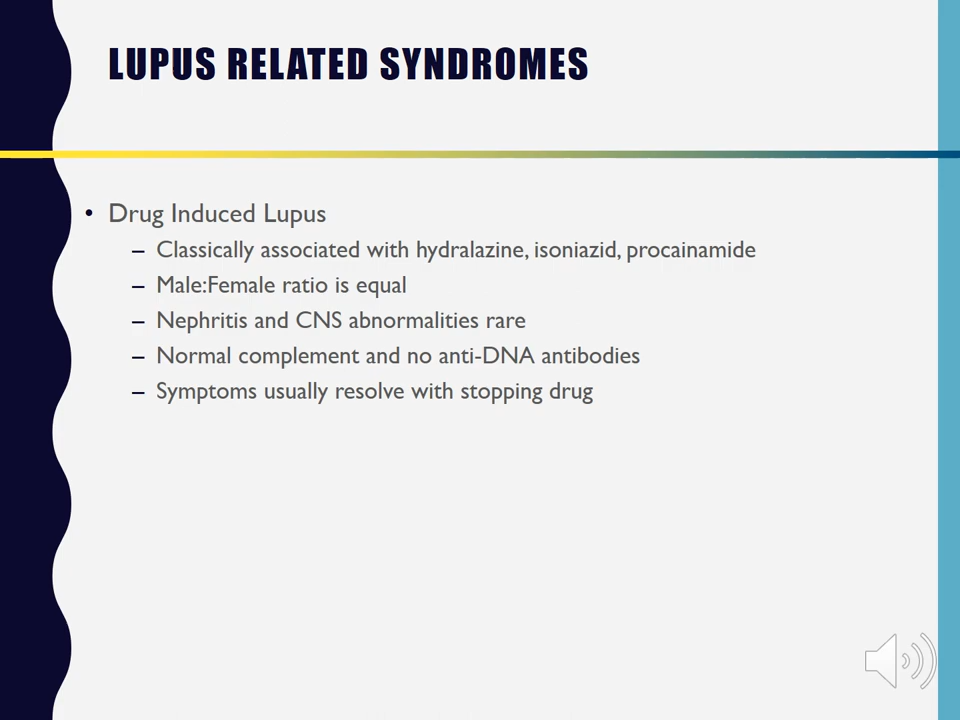 LUPUS RELATED SYNDROMES
• Drug Induced Lupus
– Classically associated with hydralazine, isoniazid, procainamide
– Male:Female ratio is equal
– Nephritis and CNS abnormalities rare
– Normal complement and no anti-DNA antibodies
– Symptoms usually resolve with stopping drug